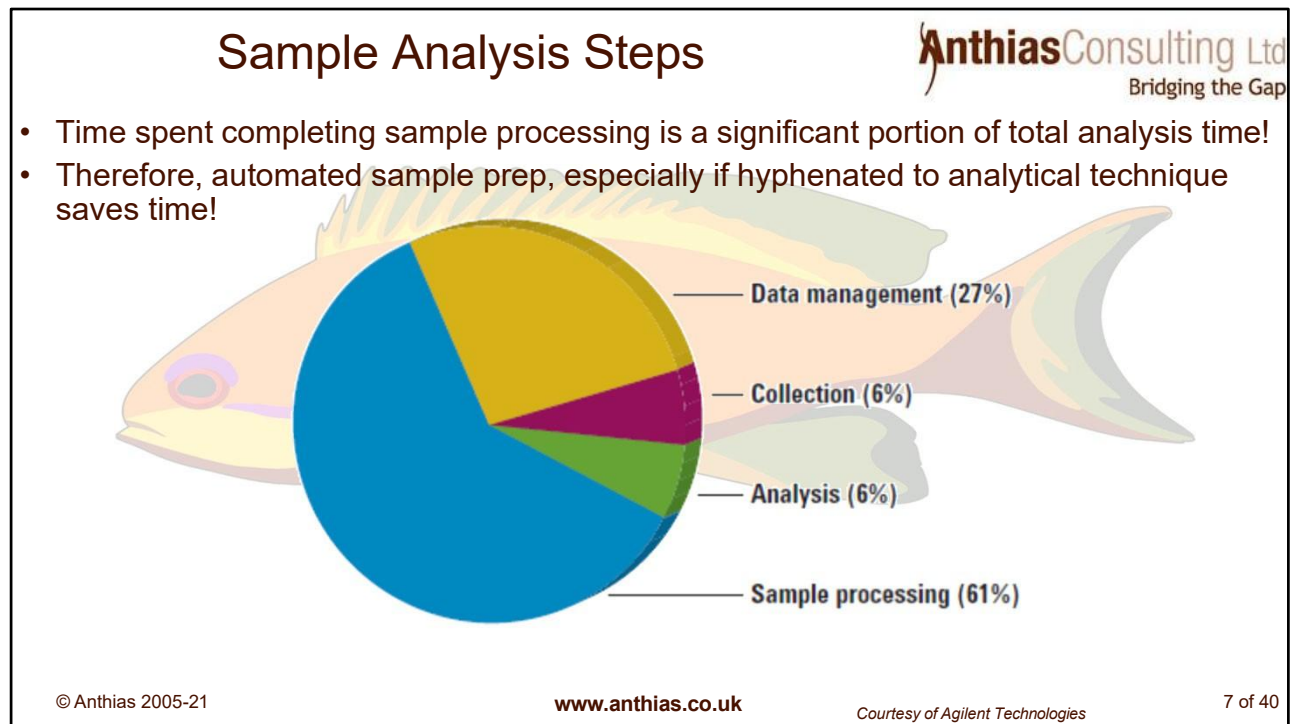 Sample Analysis Steps
AnthiasConsulting Ltd
Bridging the Gap
• Time spent completing sample processing is a significant portion of total analysis time!
• Therefore, automated sample prep, especially if hyphenated to analytical technique
saves time!
Data management (27%)
Collection (6%)
Analysis (6%)
Sample processing (61%)
© Anthias 2005-21
www.anthias.co.uk
Courtesy of Agilent Technologies
7 of 40